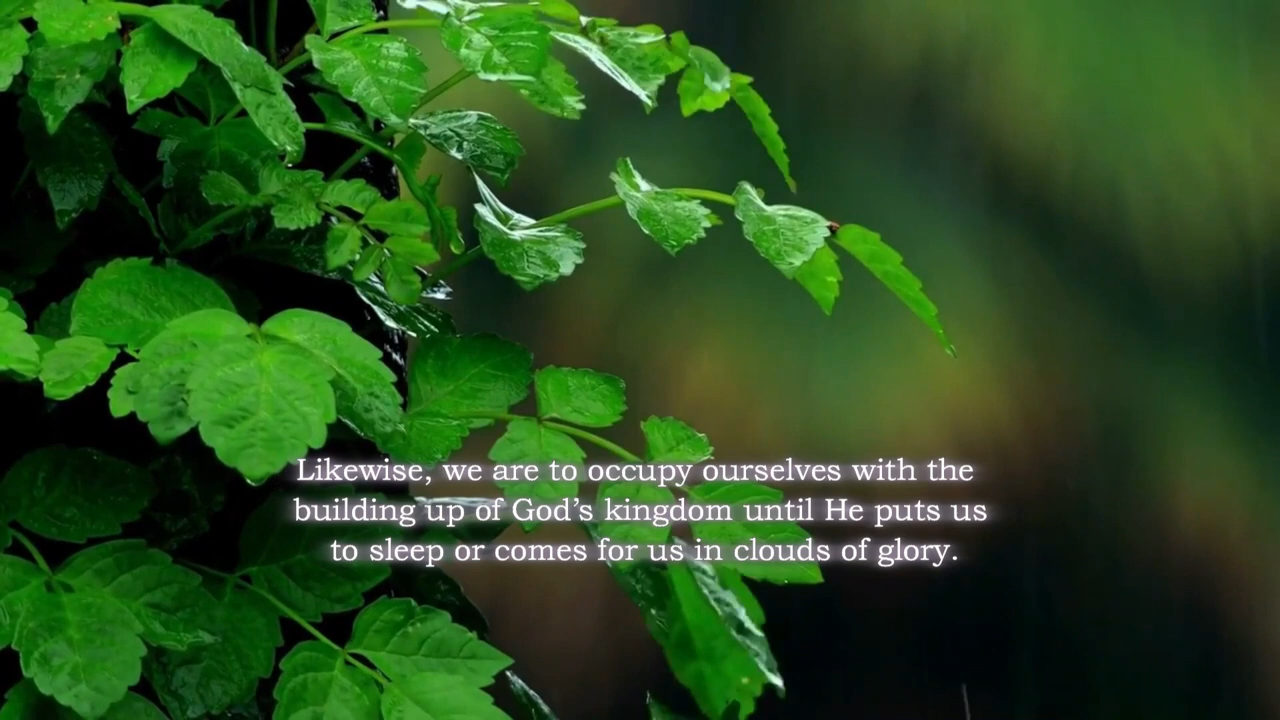 Likewise, we are to occupy ourselves with the
building up of God’s kingdom until He puts us
to sleep or comes for us in clouds of glory.